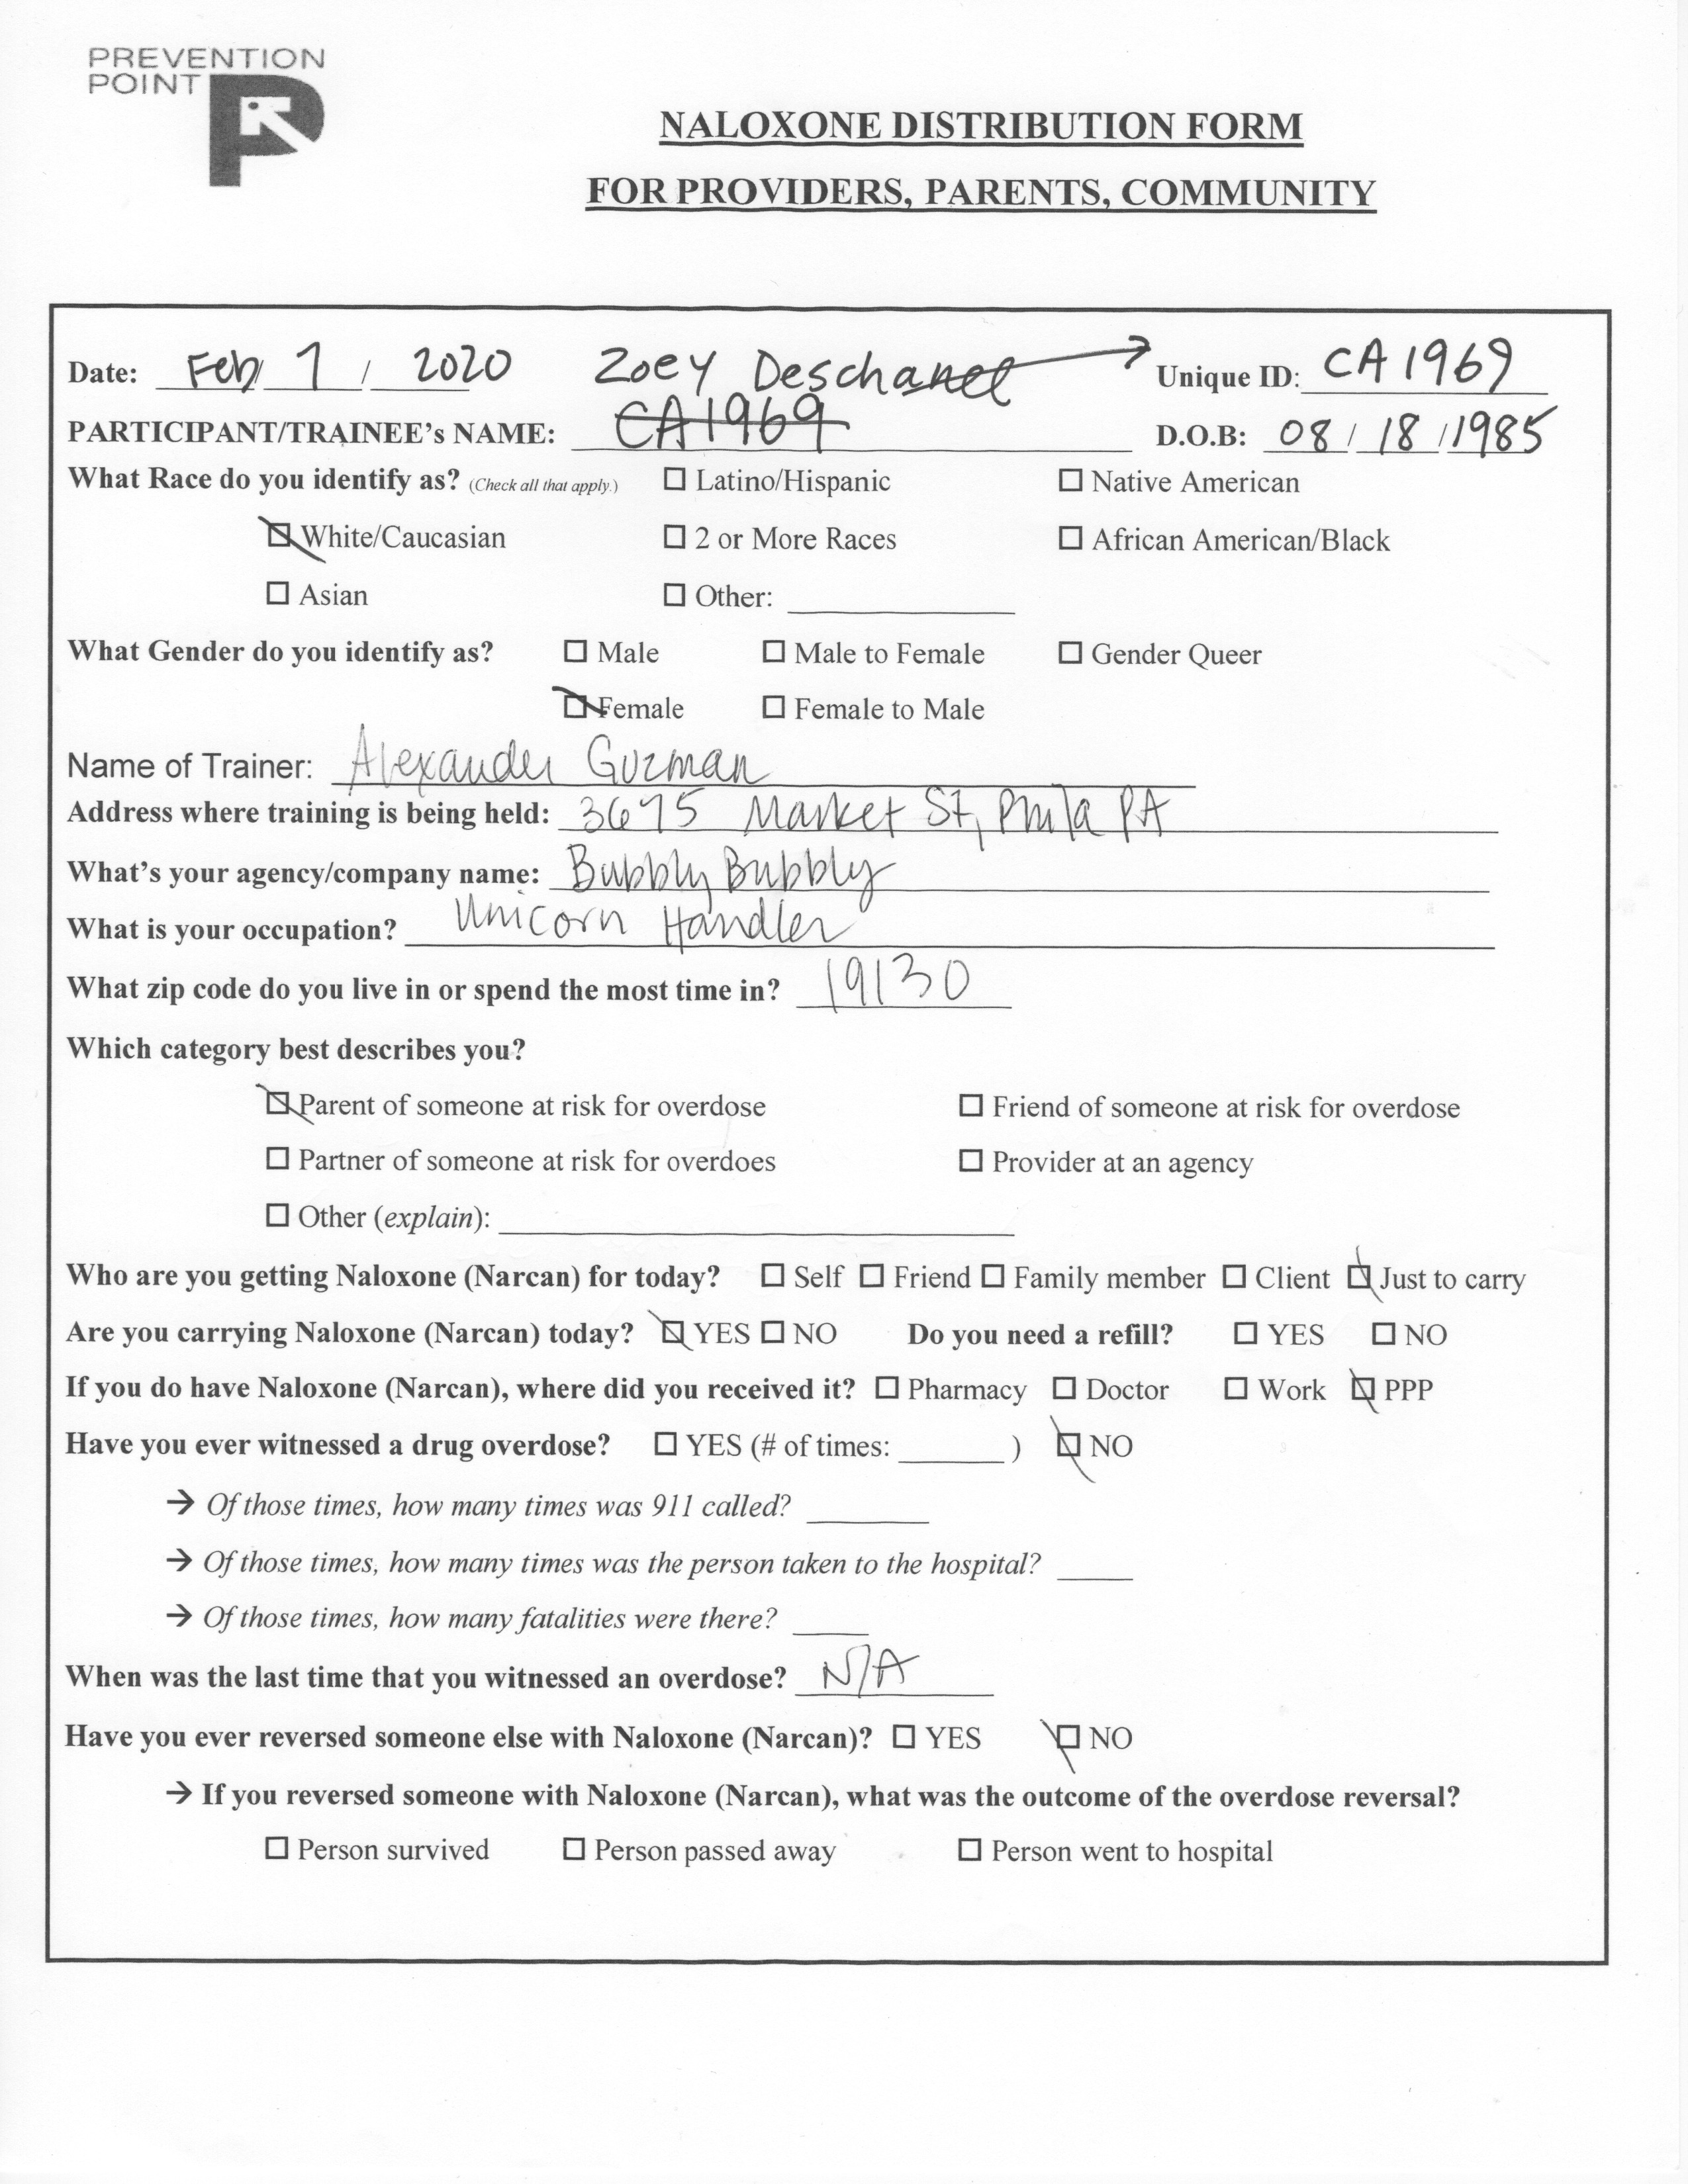 PREVENTION
POINT
NALOXONE DISTRIBUTION FORM
FOR PROVIDERS, PARENTS, COMMUNITY
Date: Feb / 7 / 2020 Zoey Deschanel Unique ID: CA1969
PARTICIPANT/TRAINEE's NAME: CA1969 D.O.B: 08 / 18 / 1985
What Race do you identify as? (Check all that apply.) ☐ Latino/Hispanic ☐ Native American
☒ White/Caucasian ☐ 2 or More Races ☐ African American/Black
☐ Asian ☐ Other:
What Gender do you identify as? ☐ Male ☐ Male to Female ☐ Gender Queer
☒ Female ☐ Female to Male
Name of Trainer: Alexander Guzman
Address where training is being held: 3675 Market St, Phila PA
What's your agency/company name: Bubbly Bubbly
What is your occupation? Unicorn Handler
What zip code do you live in or spend the most time in? 19130
Which category best describes you?
☒ Parent of someone at risk for overdose ☐ Friend of someone at risk for overdose
☐ Partner of someone at risk for overdoes ☐ Provider at an agency
☐ Other (explain):
Who are you getting Naloxone (Narcan) for today? ☐ Self ☐ Friend ☐ Family member ☐ Client ☒ Just to carry
Are you carrying Naloxone (Narcan) today? ☒ YES ☐ NO Do you need a refill? ☐ YES ☐ NO
If you do have Naloxone (Narcan), where did you received it? ☐ Pharmacy ☐ Doctor ☐ Work ☒ PPP
Have you ever witnessed a drug overdose? ☐ YES (# of times: ) ☒ NO
→ Of those times, how many times was 911 called?
→ Of those times, how many times was the person taken to the hospital?
→ Of those times, how many fatalities were there?
When was the last time that you witnessed an overdose? N/A
Have you ever reversed someone else with Naloxone (Narcan)? ☐ YES ☒ NO
→ If you reversed someone with Naloxone (Narcan), what was the outcome of the overdose reversal?
☐ Person survived ☐ Person passed away ☐ Person went to hospital